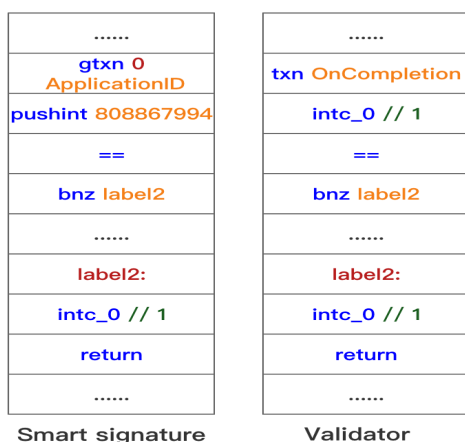 ......
gtxn 0
ApplicationID
pushint 808867994
==
bnz label2
......
label2:
intc_0 // 1
return
......
Smart signature
......
txn OnCompletion
intc_0 // 1
==
bnz label2
......
label2:
intc_0 // 1
return
......
Validator